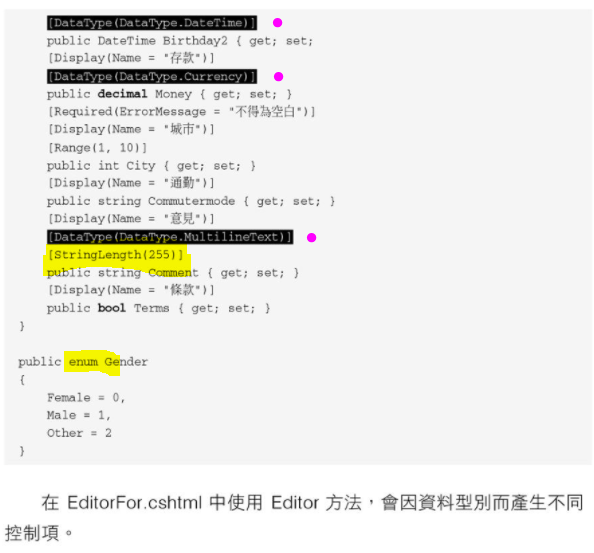 [DataType(DataType.DateTime)]
public DateTime Birthday2 { get; set;
[Display(Name = "存款")]
[DataType(DataType.Currency)]
public decimal Money { get; set; }
[Required(ErrorMessage = "不得為空白")]
[Display(Name = "城市")]
[Range(1, 10)]
public int City { get; set; }
[Display(Name = "通勤")]
public string Commutermode { get; set; }
[Display(Name = "意見")]
[DataType(DataType.MultilineText)]
[StringLength(255)]
public string Comment { get; set; }
[Display(Name = "條款")]
public bool Terms { get; set; }
}
public enum Gender
{
Female = 0,
Male = 1,
Other = 2
}
在 EditorFor.cshtml 中使用 Editor 方法，會因資料型別而產生不同
控制項。